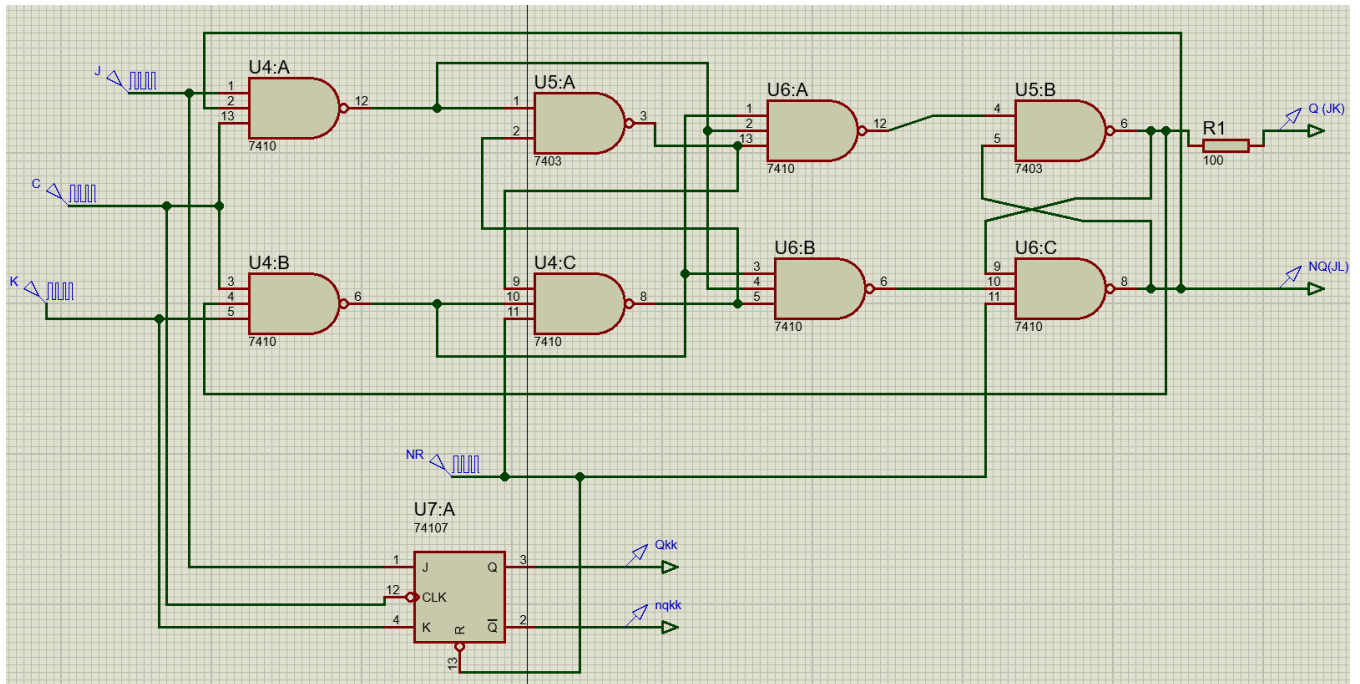 J
U4:A
1
2
13
12
7410
U5:A
1
2
3
7403
U6:A
1
2
13
12
7410
U5:B
4
5
6
7403
Q (JK)
R1
100
C
K
U4:B
3
4
5
6
7410
U4:C
9
10
11
8
7410
U6:B
3
4
5
6
7410
U6:C
9
10
11
8
7410
NQ(JL)
NR
U7:A
74107
1
J
Q
3
Qkk
12
CLK
4
K
R
Q
2
nqkk
13